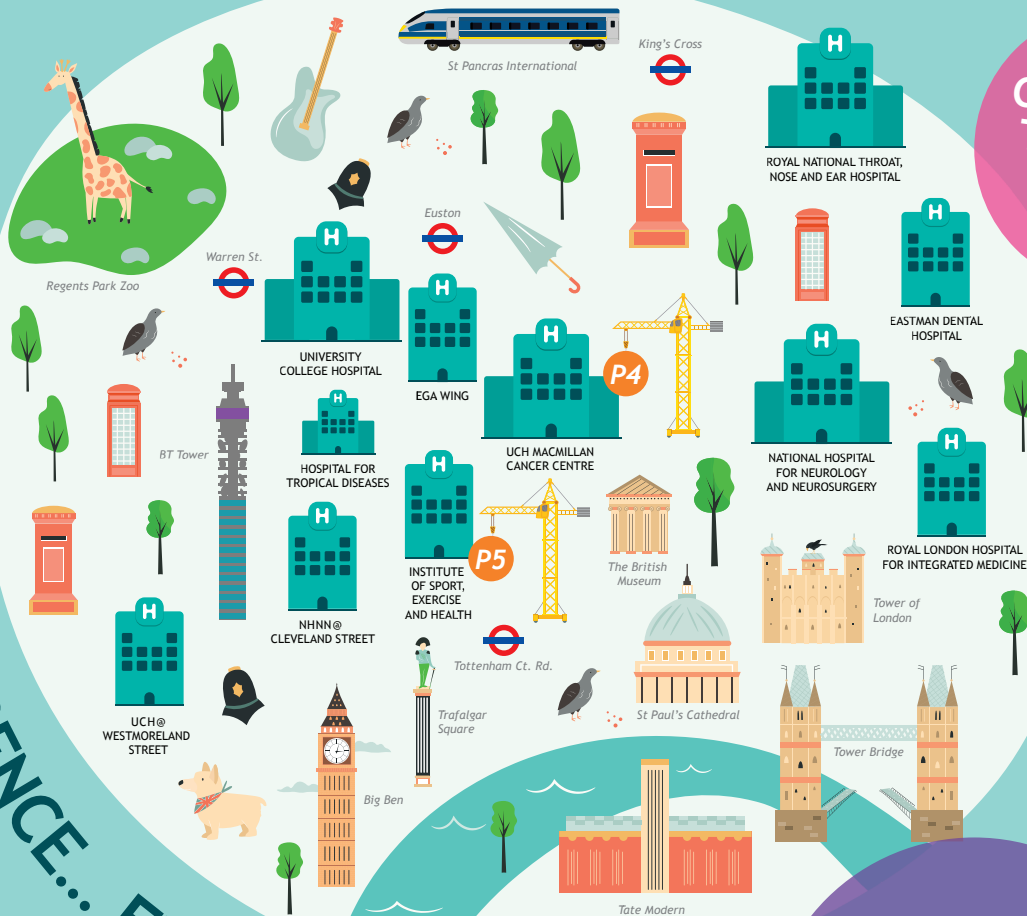 King's Cross
St Pancras International
H
ROYAL NATIONAL THROAT,
NOSE AND EAR HOSPITAL
Regents Park Zoo
Warren St.
Euston
H
UNIVERSITY
COLLEGE HOSPITAL
H
EGA WING
H
P4
UCH MACMILLAN
CANCER CENTRE
H
EASTMAN DENTAL
HOSPITAL
H
NATIONAL HOSPITAL
FOR NEUROLOGY
AND NEUROSURGERY
BT Tower
H
HOSPITAL FOR
TROPICAL DISEASES
H
P5
INSTITUTE
OF SPORT,
EXERCISE
AND HEALTH
H
ROYAL LONDON HOSPITAL
FOR INTEGRATED MEDICINE
H
NHNN@
CLEVELAND STREET
The British
Museum
Tower of
London
H
UCH@
WESTMORELAND
STREET
Tottenham Ct. Rd.
Trafalgar
Square
St Paul's Cathedral
Tower Bridge
Big Ben
Tate Modern
ENCE...